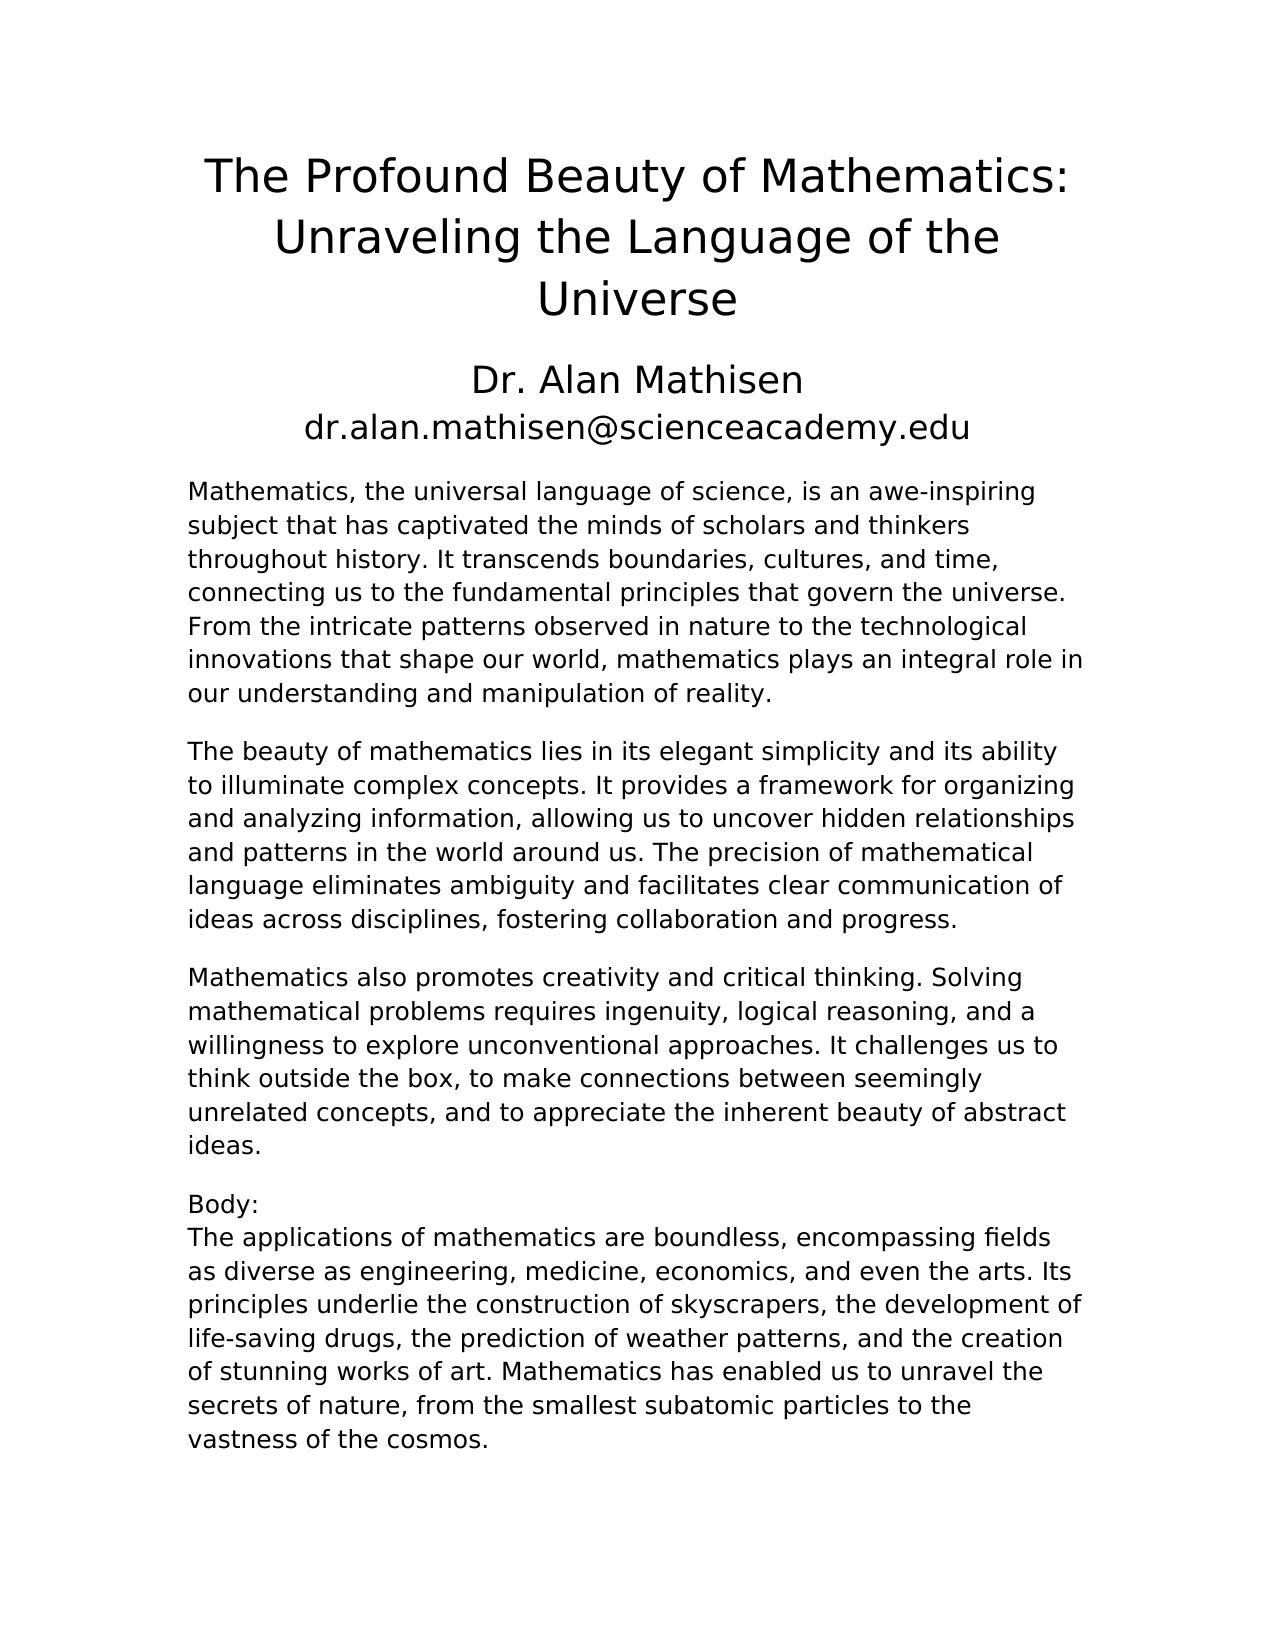 The Profound Beauty of Mathematics:
Unraveling the Language of the
Universe
Dr. Alan Mathisen
dr.alan.mathisen@scienceacademy.edu
Mathematics, the universal language of science, is an awe-inspiring
subject that has captivated the minds of scholars and thinkers
throughout history. It transcends boundaries, cultures, and time,
connecting us to the fundamental principles that govern the universe.
From the intricate patterns observed in nature to the technological
innovations that shape our world, mathematics plays an integral role in
our understanding and manipulation of reality.
The beauty of mathematics lies in its elegant simplicity and its ability
to illuminate complex concepts. It provides a framework for organizing
and analyzing information, allowing us to uncover hidden relationships
and patterns in the world around us. The precision of mathematical
language eliminates ambiguity and facilitates clear communication of
ideas across disciplines, fostering collaboration and progress.
Mathematics also promotes creativity and critical thinking. Solving
mathematical problems requires ingenuity, logical reasoning, and a
willingness to explore unconventional approaches. It challenges us to
think outside the box, to make connections between seemingly
unrelated concepts, and to appreciate the inherent beauty of abstract
ideas.
Body:
The applications of mathematics are boundless, encompassing fields
as diverse as engineering, medicine, economics, and even the arts. Its
principles underlie the construction of skyscrapers, the development of
life-saving drugs, the prediction of weather patterns, and the creation
of stunning works of art. Mathematics has enabled us to unravel the
secrets of nature, from the smallest subatomic particles to the
vastness of the cosmos.